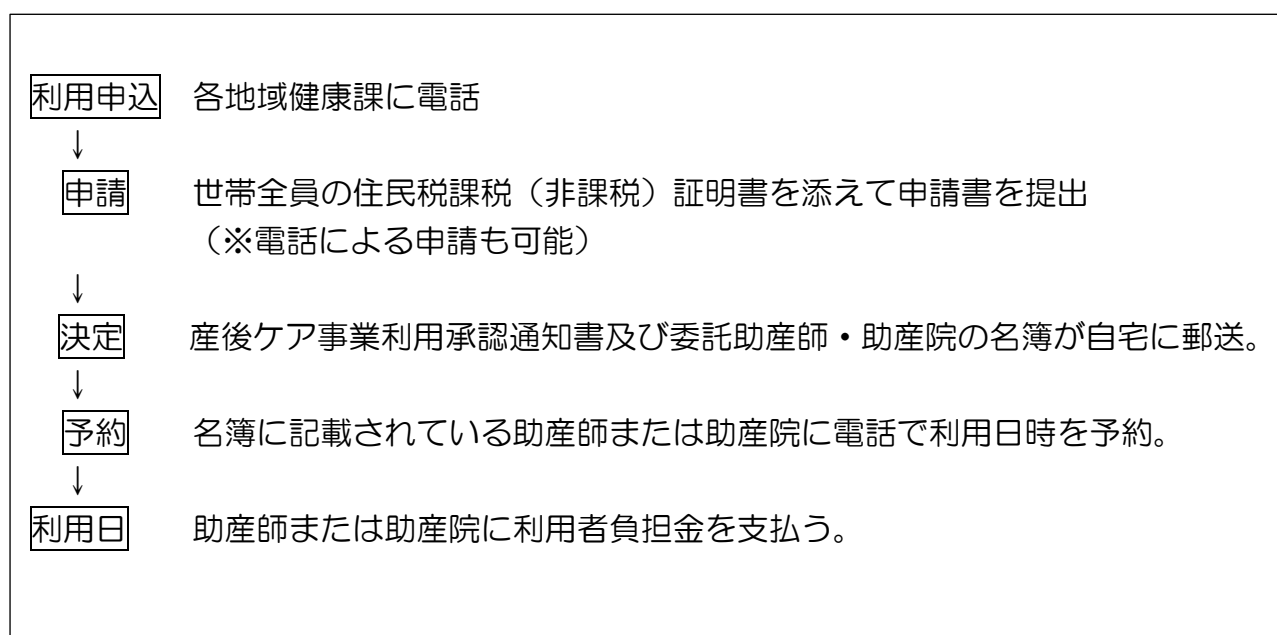 利用申込 各地域健康課に電話
↓
申請 世帯全員の住民税課税（非課税）証明書を添えて申請書を提出
（※電話による申請も可能）
↓
決定 産後ケア事業利用承認通知書及び委託助産師・助産院の名簿が自宅に郵送。
↓
予約 名簿に記載されている助産師または助産院に電話で利用日時を予約。
↓
利用日 助産師または助産院に利用者負担金を支払う。